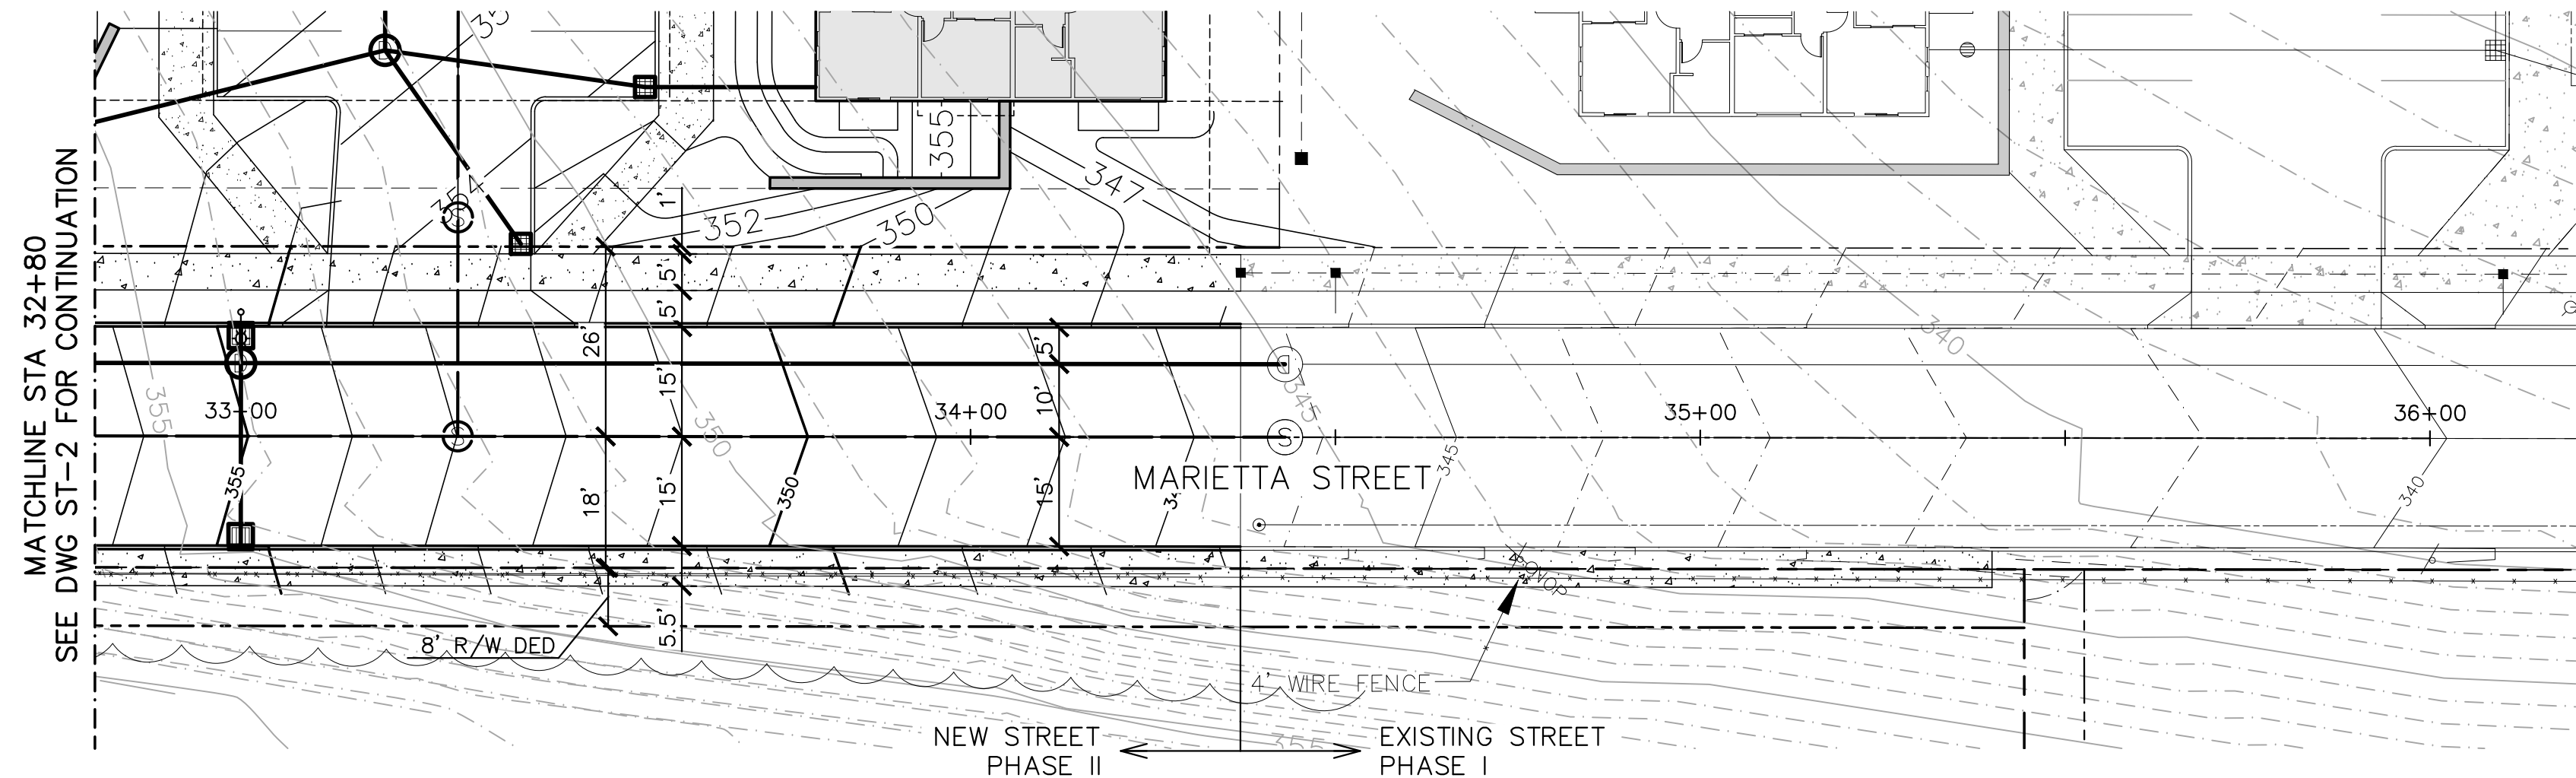 MATCHLINE STA 32+80
SEE DWG ST-2 FOR CONTINUATION
354
S
352
350
355
347
1'
5'
5'
26'
15'
5'
10'
33+00
34+00
35+00
36+00
355
355
350
350
345
345
340
340
D
S
S
18'
15'
15'
MARIETTA STREET
5.5'
8' R/W DED
4' WIRE FENCE
NEW STREET
PHASE II
EXISTING STREET
PHASE I
355